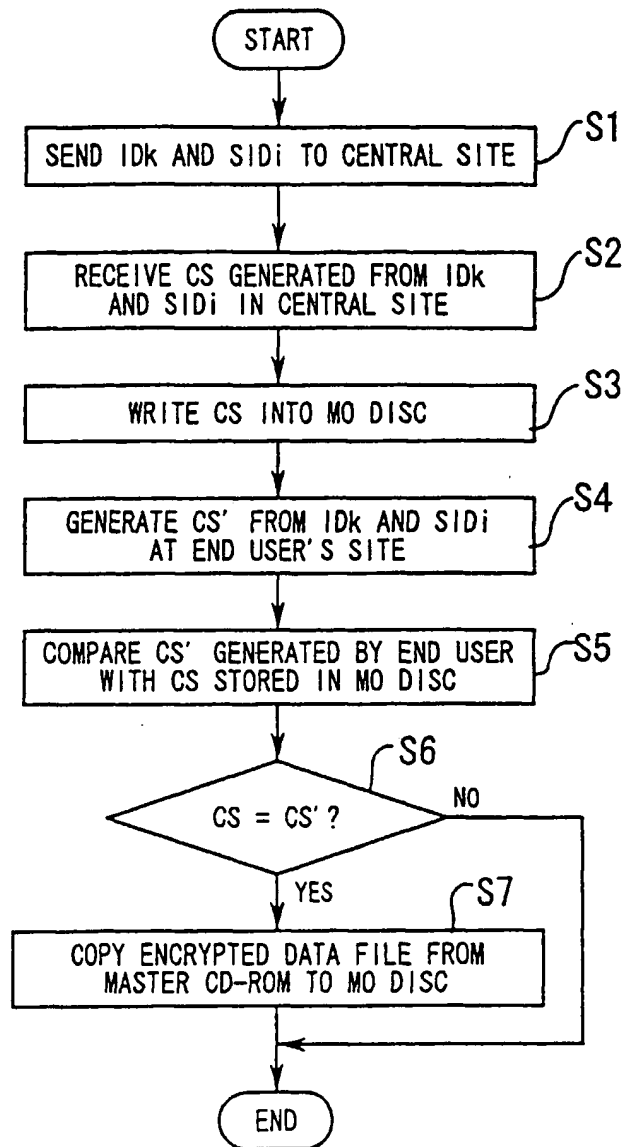 START
S1
SEND IDk AND SIDi TO CENTRAL SITE
S2
RECEIVE CS GENERATED FROM IDk
AND SIDi IN CENTRAL SITE
S3
WRITE CS INTO MO DISC
S4
GENERATE CS' FROM IDk AND SIDi
AT END USER'S SITE
S5
COMPARE CS' GENERATED BY END USER
WITH CS STORED IN MO DISC
S6
CS = CS'?
NO
YES
S7
COPY ENCRYPTED DATA FILE FROM
MASTER CD-ROM TO MO DISC
END